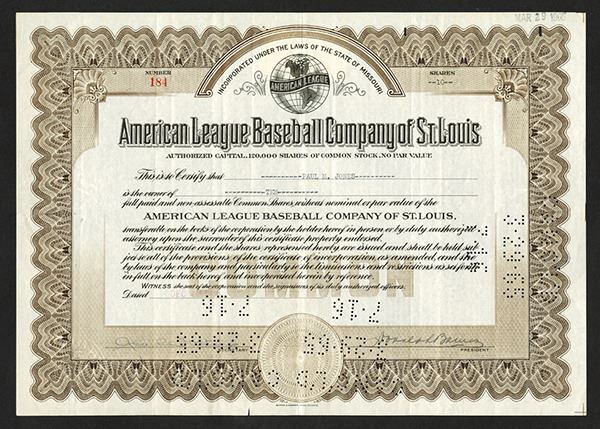 MAR 29
INCORPORATED UNDER THE LAWS OF THE STATE OF MISSOURI
NUMBER
184
AMERICAN LEAGUE
SHARES
--10--
American League Baseball Company of St. Louis
AUTHORIZED CAPITAL, 120,000 SHARES OF COMMON STOCK, NO PAR VALUE
This is to Certify that PAUL M. JONES
is the owner of TEN
full paid and non-assessable Common Shares, without nominal or par value of the
AMERICAN LEAGUE BASEBALL COMPANY OF ST. LOUIS,
transferable on the books of the corporation by the holder hereof in person or by duly authorized
attorney upon the surrender of this certificate properly endorsed.
This certificate and the shares represented hereby are issued and shall be held sub-
ject to all of the provisions of the certificate of incorporation as amended, and the
by laws of the company and particularly to the limitations and restrictions as set forth
in full on the back hereof and incorporated herein by reference.
WITNESS the seal of the corporation and the signatures of its duly authorized officers.
Dated
COMMON
SECRETARY
PRESIDENT